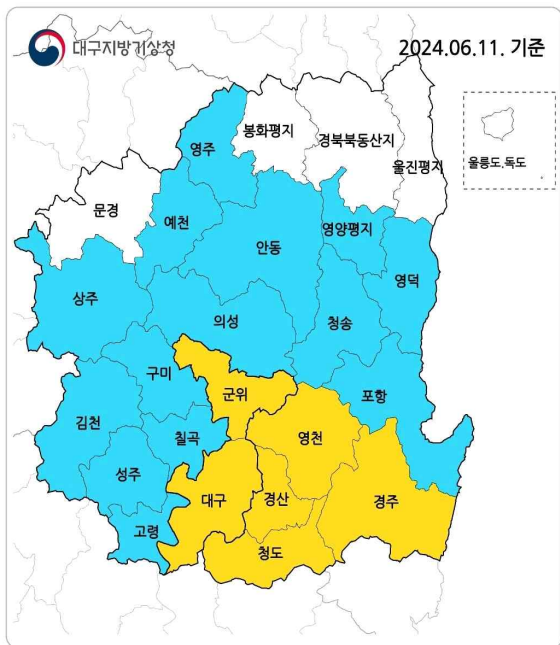 대구지방기상청
2024.06.11. 기준
봉화평지
경북북동산지
영주
울진평지
울릉도.독도
문경
예천
안동
영양평지
영덕
상주
의성
청송
구미
군위
포항
김천
칠곡
영천
성주
대구
경산
경주
고령
청도